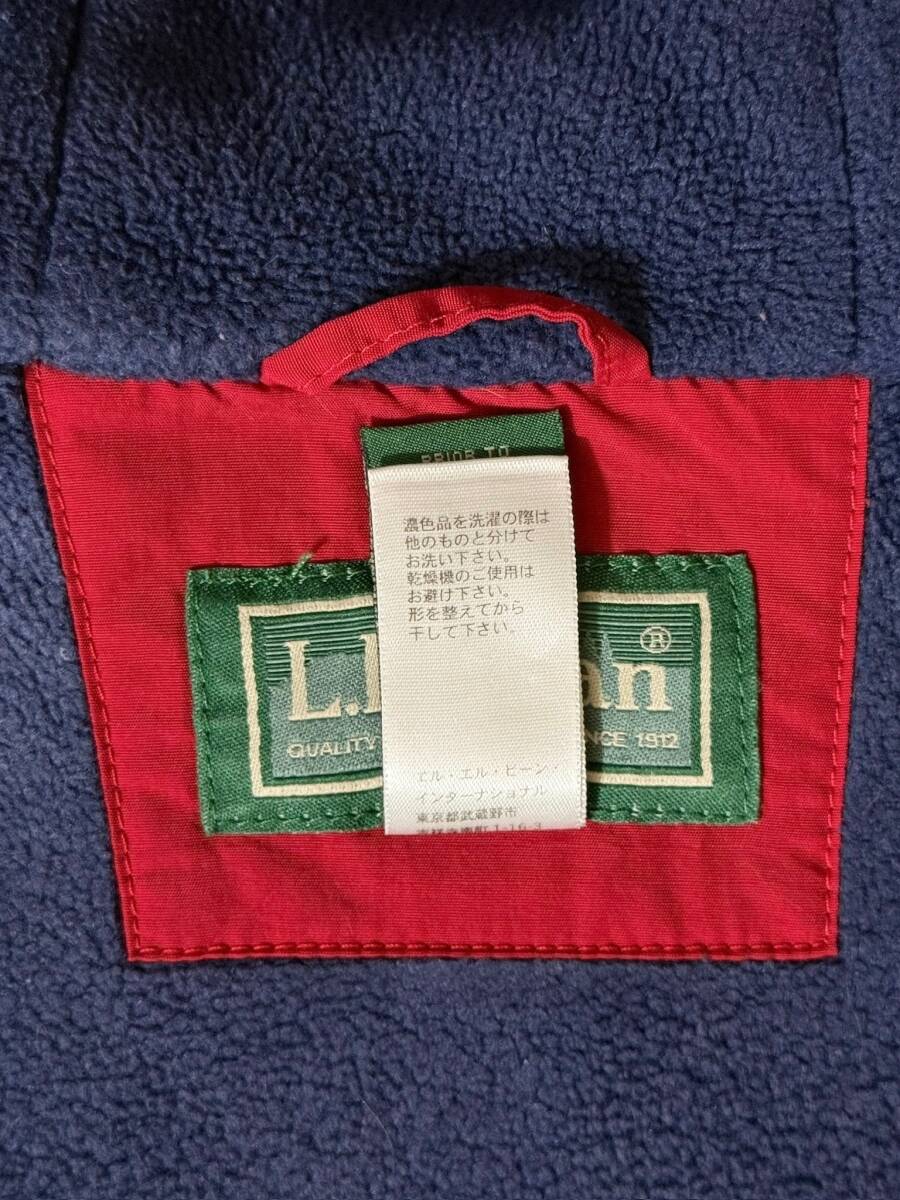 PRIOR TO
濃色品を洗濯の際は
他のものと分けて
お洗い下さい。
乾燥機のご使用は
お避け下さい。
形を整えてから
干して下さい。
L.
an®
QUALITY
1912
エル・エル・ビーン・
インターナショナル
東京都武蔵野市
1-16-3